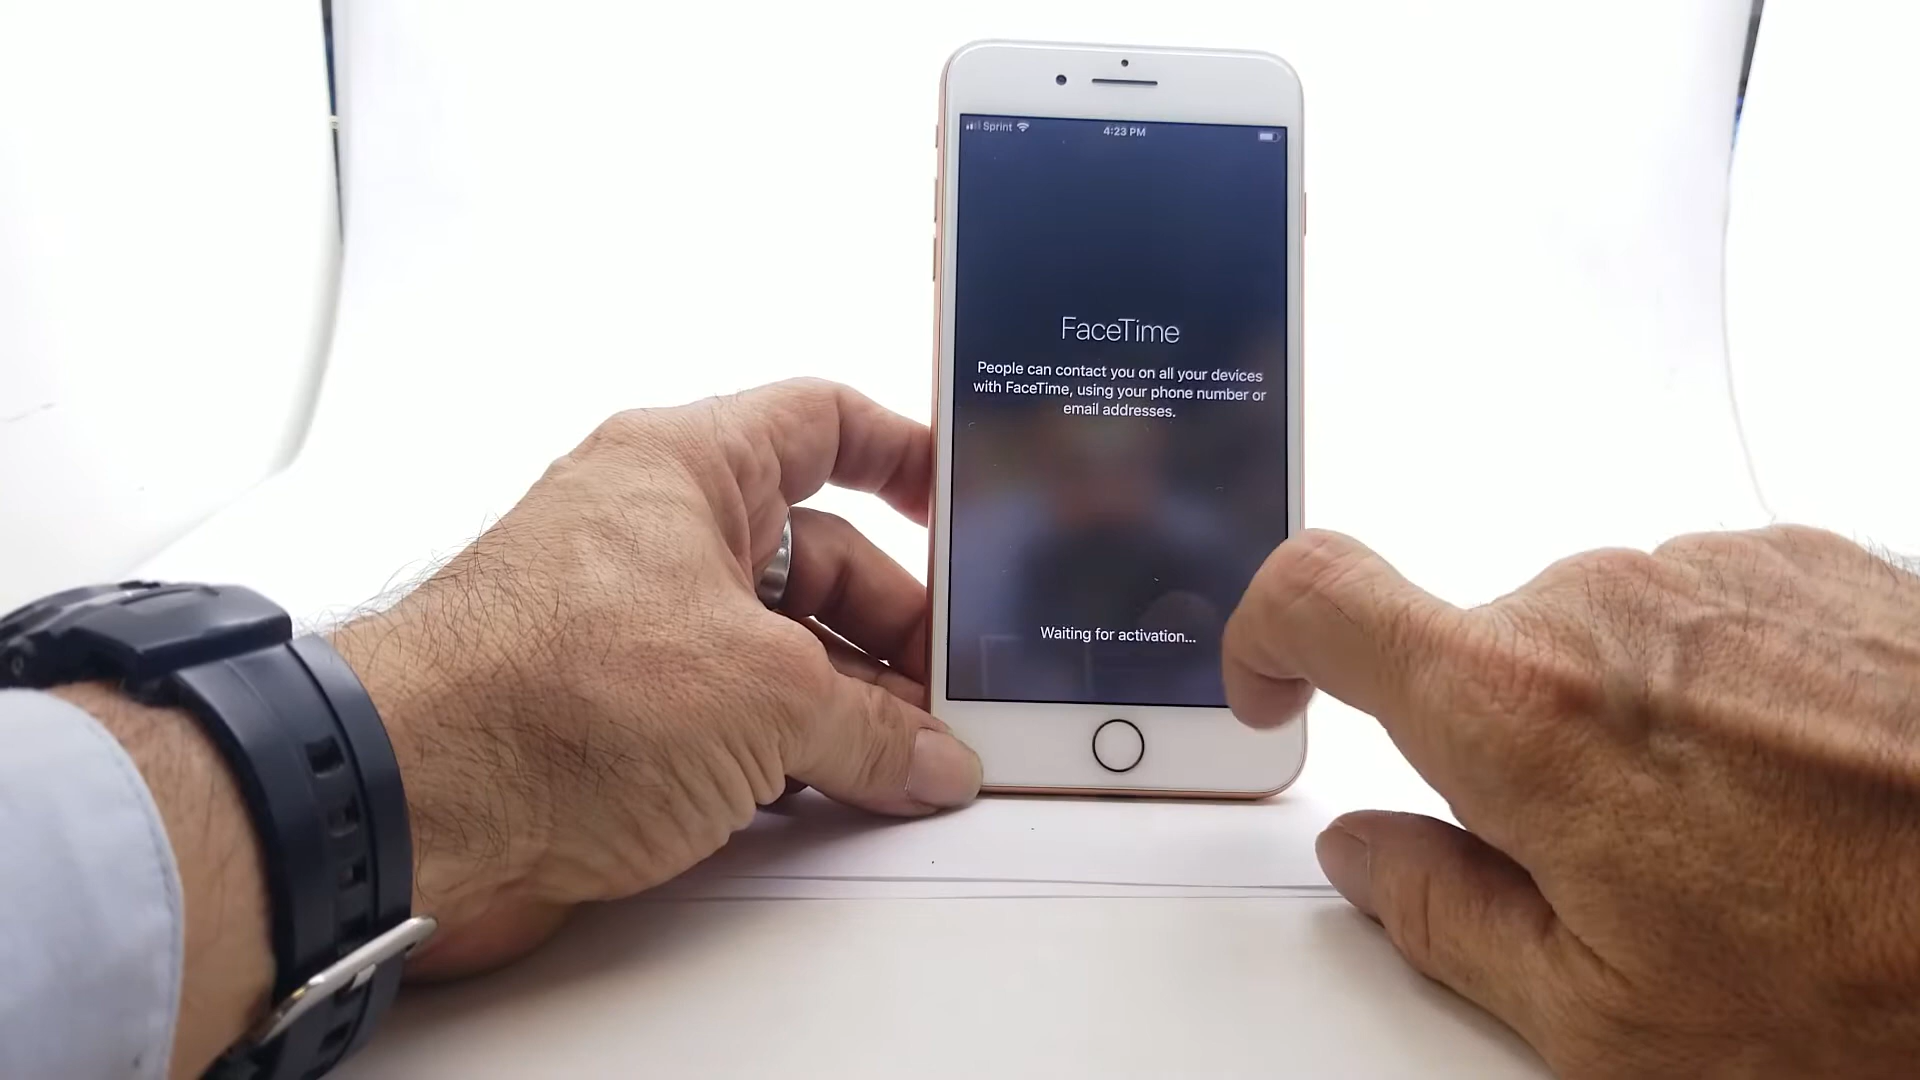 Sprint 4:23 PM
FaceTime
People can contact you on all your devices
with FaceTime, using your phone number or
email addresses.
Waiting for activation...